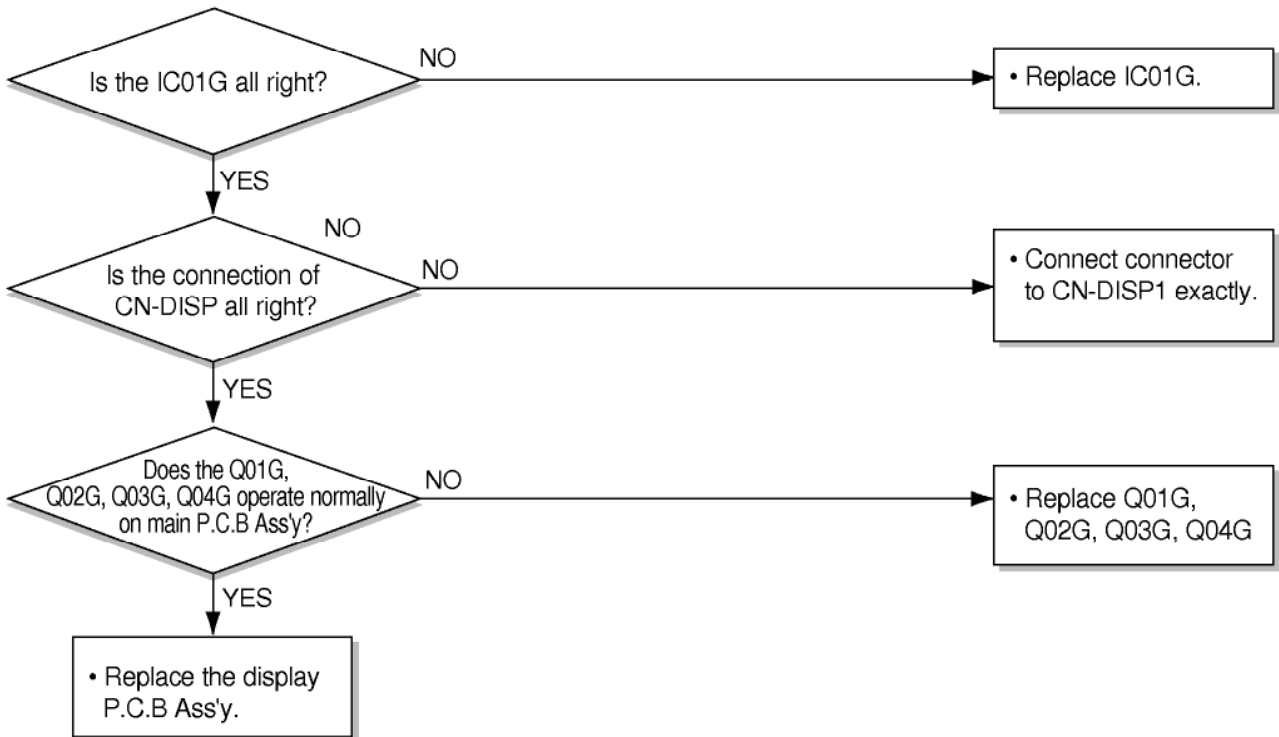 Is the IC01G all right?
NO
• Replace IC01G.
YES
NO
Is the connection of
CN-DISP all right?
NO
• Connect connector
to CN-DISP1 exactly.
YES
Does the Q01G,
Q02G, Q03G, Q04G operate normally
on main P.C.B Ass'y?
NO
• Replace Q01G,
Q02G, Q03G, Q04G
YES
• Replace the display
P.C.B Ass'y.